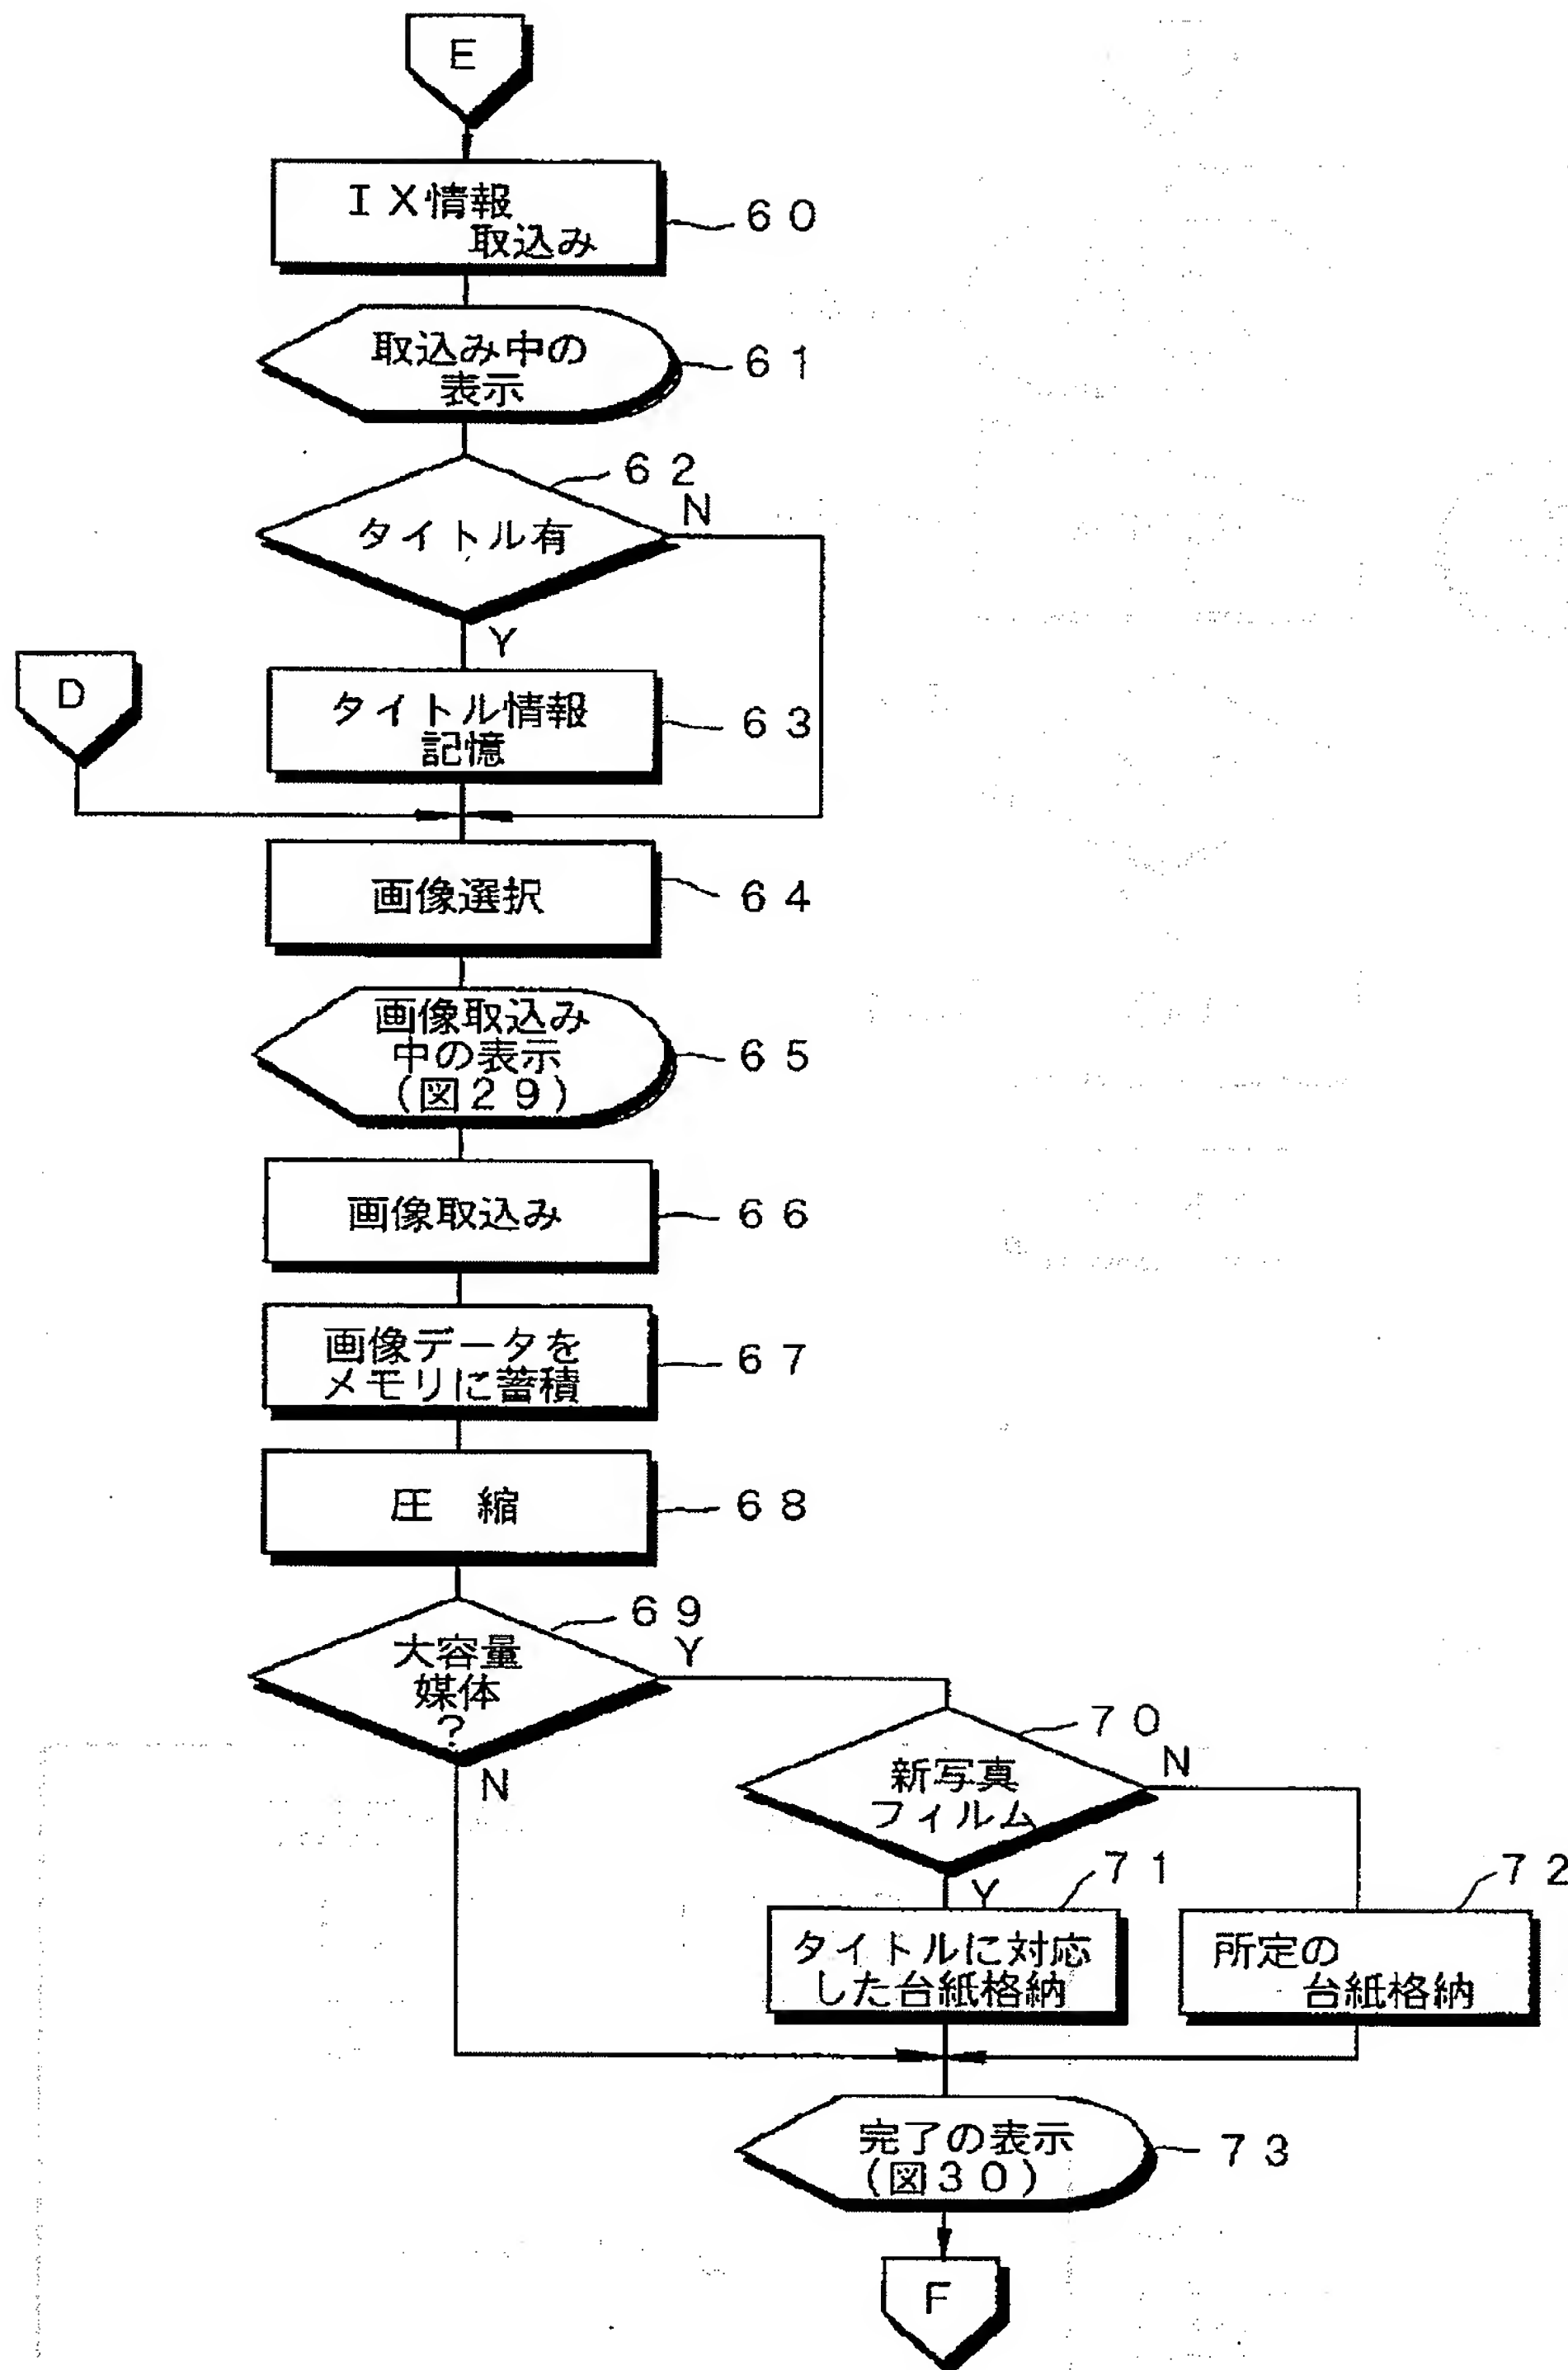 E
ＩＸ情報
取込み
６０
取込み中の
表示
６１
６２
タイトル有
N
Y
D
タイトル情報
記憶
６３
画像選択
６４
画像取込み
中の表示
（図２９）
６５
画像取込み
６６
画像データを
メモリに蓄積
６７
圧　縮
６８
６９
大容量
媒体
？
Y
N
７０
新写真
フィルム
N
Y
７１
タイトルに対応
した台紙格納
７２
所定の
台紙格納
完了の表示
（図３０）
７３
F